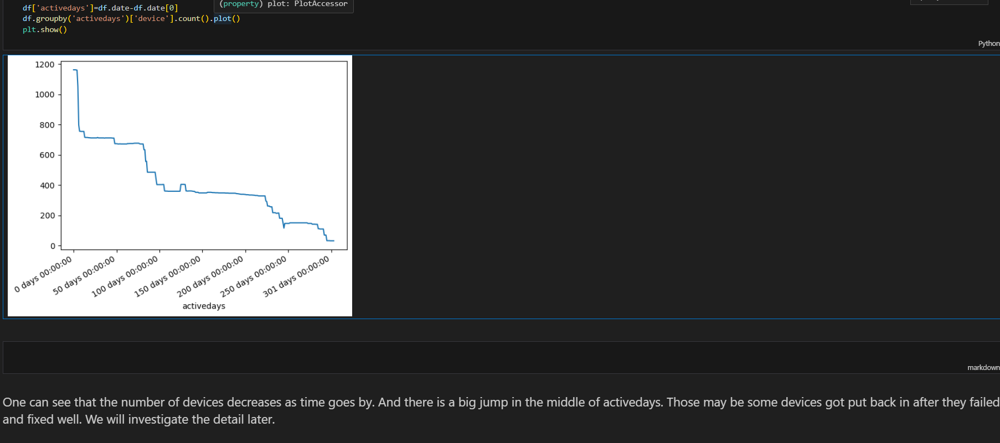 (property) plot: PlotAccessor
df['activedays']=df.date-df.date[0]
df.groupby('activedays')['device'].count().plot()
plt.show()
Python
1200
1000
800
600
400
200
0
0 days 00:00:00
50 days 00:00:00
100 days 00:00:00
150 days 00:00:00
200 days 00:00:00
250 days 00:00:00
301 days 00:00:00
activedays
markdown
One can see that the number of devices decreases as time goes by. And there is a big jump in the middle of activedays. Those may be some devices got put back in after they failed
and fixed well. We will investigate the detail later.